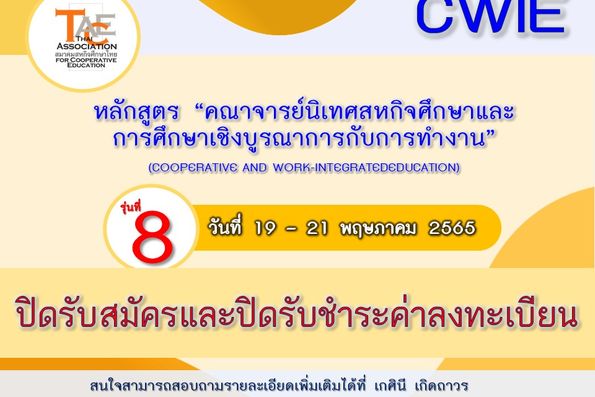 CWIE
TACE
THAI
ASSOCIATION
สมาคมสหกิจศึกษาไทย
FOR COOPERATIVE
EDUCATION
หลักสูตร “คณาจารย์นิเทศสหกิจศึกษาและ
การศึกษาเชิงบูรณาการกับการทำงาน”
(COOPERATIVE AND WORK-INTEGRATEDEDUCATION)
รุ่นที่
8
วันที่ 19 – 21 พฤษภาคม 2565
ปิดรับสมัครและปิดรับชำระค่าลงทะเบียน
สนใจสามารถสอบถามรายละเอียดเพิ่มเติมได้ที่ เกศินี เกิดถาวร